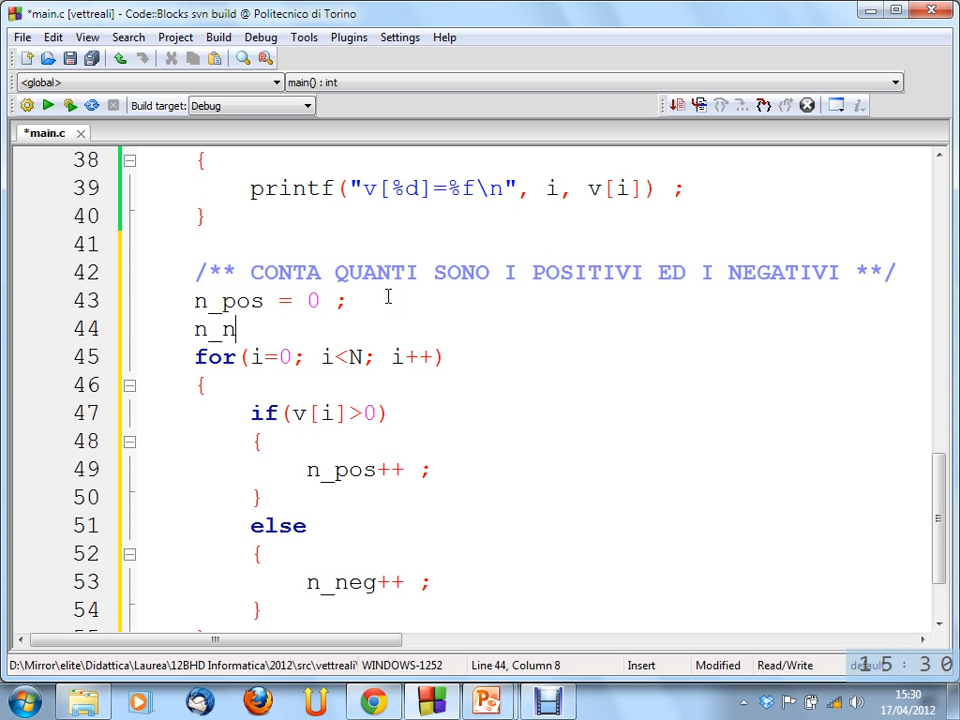 *main.c [vettreali] - Code::Blocks svn build @ Politecnico di Torino
File Edit View Search Project Build Debug Tools Plugins Settings Help
<global> main() : int
Build target: Debug
*main.c
38 {
39 printf("v[%d]=%f\n", i, v[i]) ;
40 }
41
42 /** CONTA QUANTI SONO I POSITIVI ED I NEGATIVI **/
43 n_pos = 0 ;
44 n_n
45 for(i=0; i<N; i++)
46 {
47 if(v[i]>0)
48 {
49 n_pos++ ;
50 }
51 else
52 {
53 n_neg++ ;
54 }
D:\Mirror\elite\Didattica\Laurea\12BHD Informatica\2012\src\vettreali\ WINDOWS-1252 Line 44, Column 8 Insert Modified Read/Write default 15:30
15:30
17/04/2012